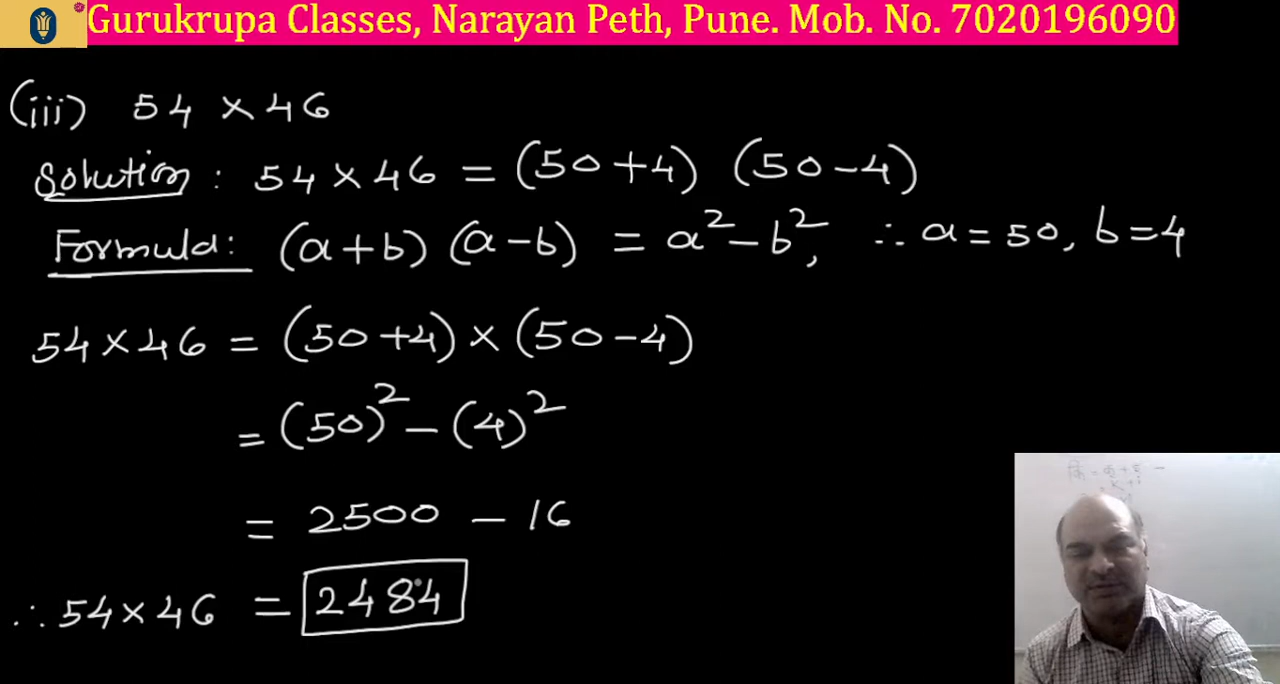 Gurukrupa Classes, Narayan Peth, Pune. Mob. No. 7020196090
(iii) 54 × 46
Solution : 54 × 46 = (50+4) (50-4)
Formula: (a+b) (a-b) = a² - b², ∴ a = 50, b = 4
54 × 46 = (50+4) × (50-4)
= (50)² - (4)²
= 2500 - 16
∴ 54 × 46 = 2484